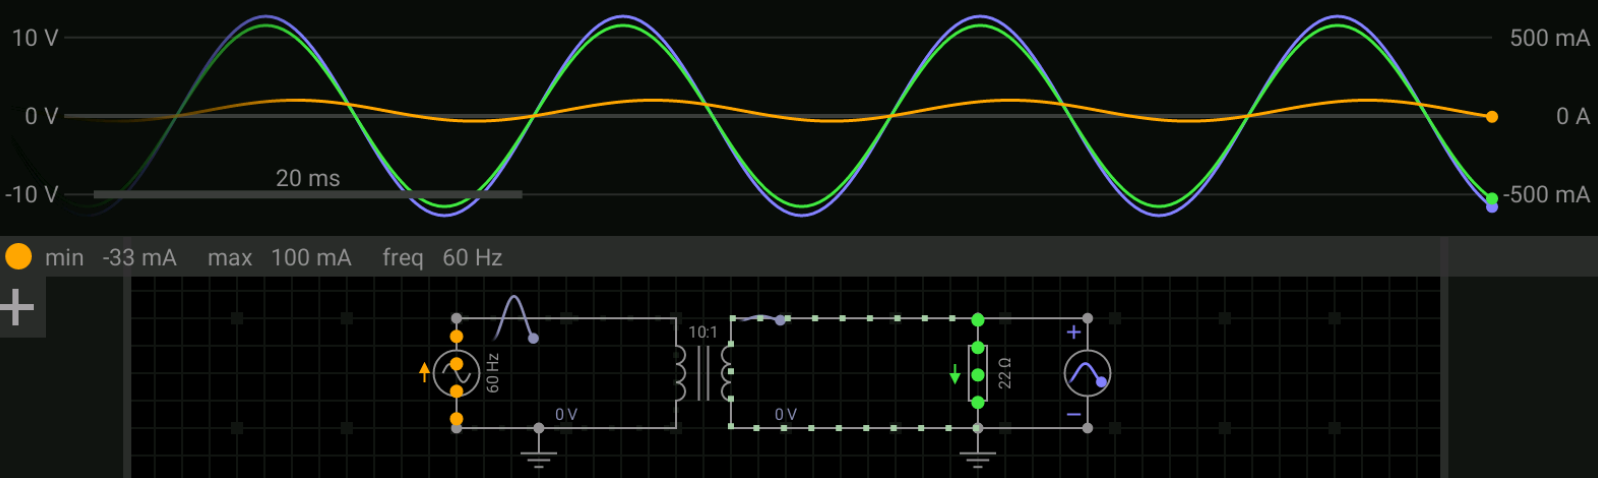 10 V 500 mA
0 V 0 A
20 ms
-10 V -500 mA
min -33 mA max 100 mA freq 60 Hz
+
10:1
+
60 Hz
22 Ω
0 V 0 V
−